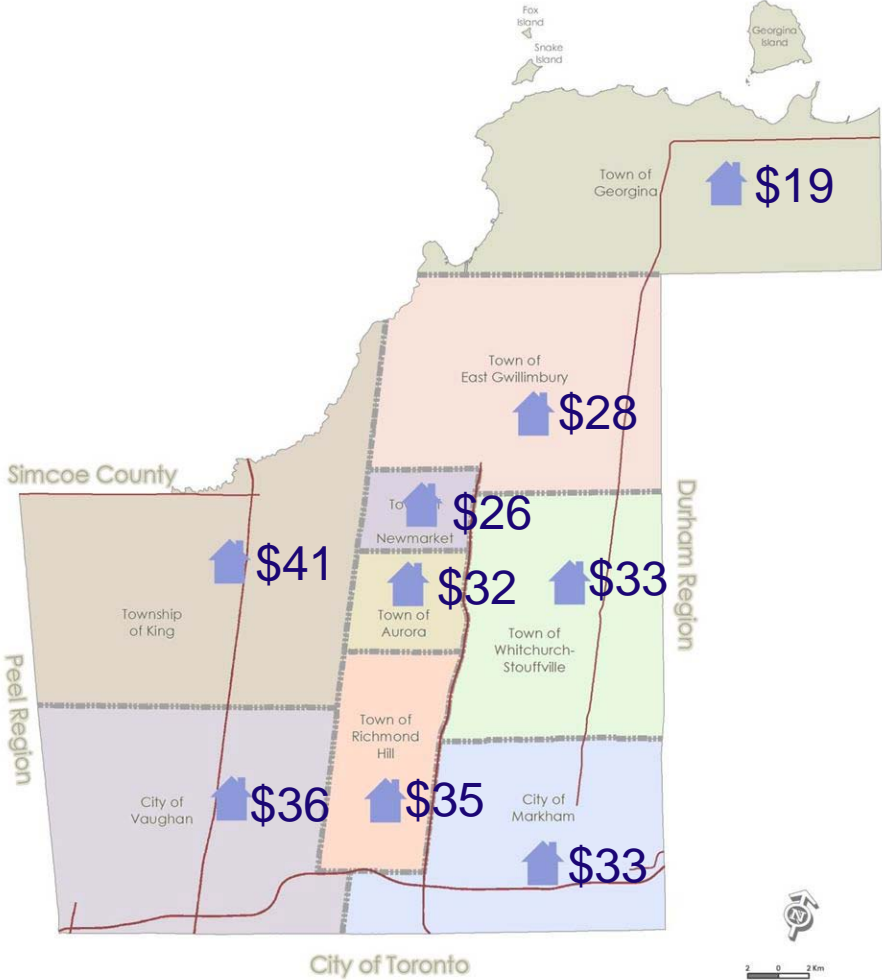 Fox
Island
Snake
Island
Georgina
Island
Town of
Georgina
$19
Town of
East Gwillimbury
$28
Simcoe County
Newmarket
$26
$41
Township
of King
$32
Town of
Aurora
$33
Town of
Whitchurch-
Stouffville
Durham Region
Peel Region
Town of
Richmond
Hill
$35
City of
Vaughan
$36
City of
Markham
$33
City of Toronto
N
2 0 2 Km